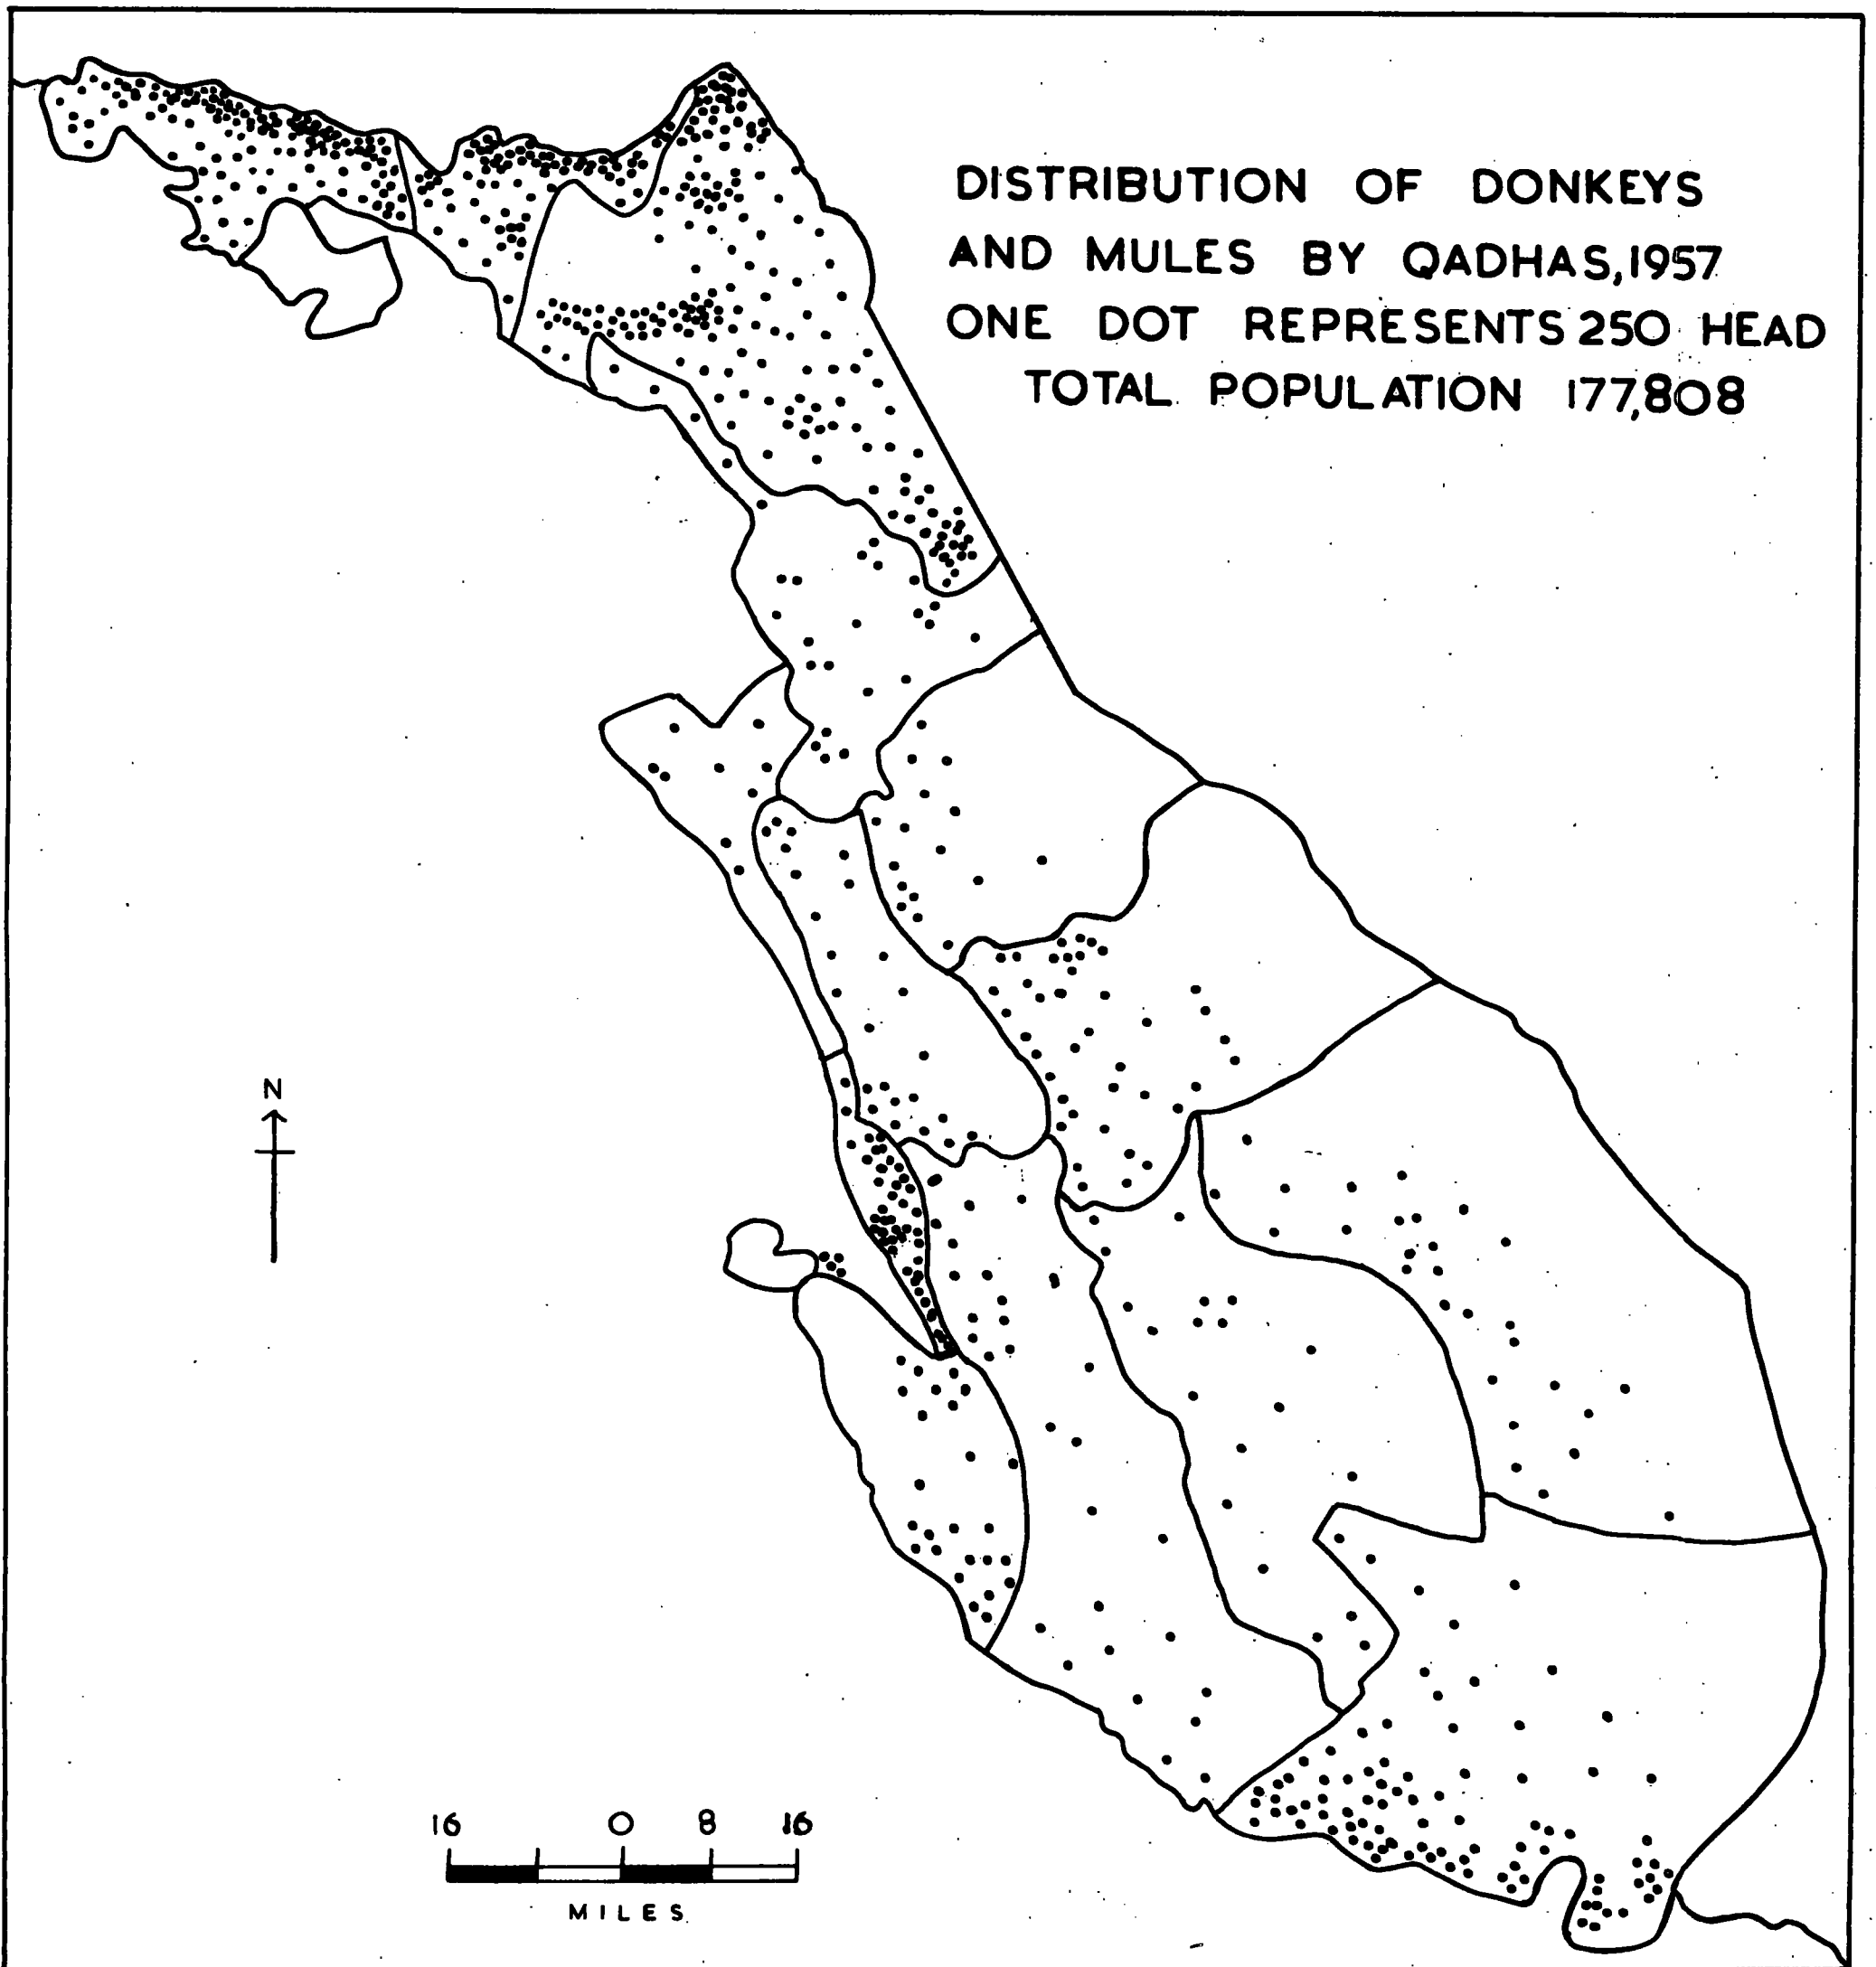 DISTRIBUTION OF DONKEYS
AND MULES BY QADHAS, 1957
ONE DOT REPRESENTS 250 HEAD
TOTAL POPULATION 177,808
N
16 0 8 16
MILES